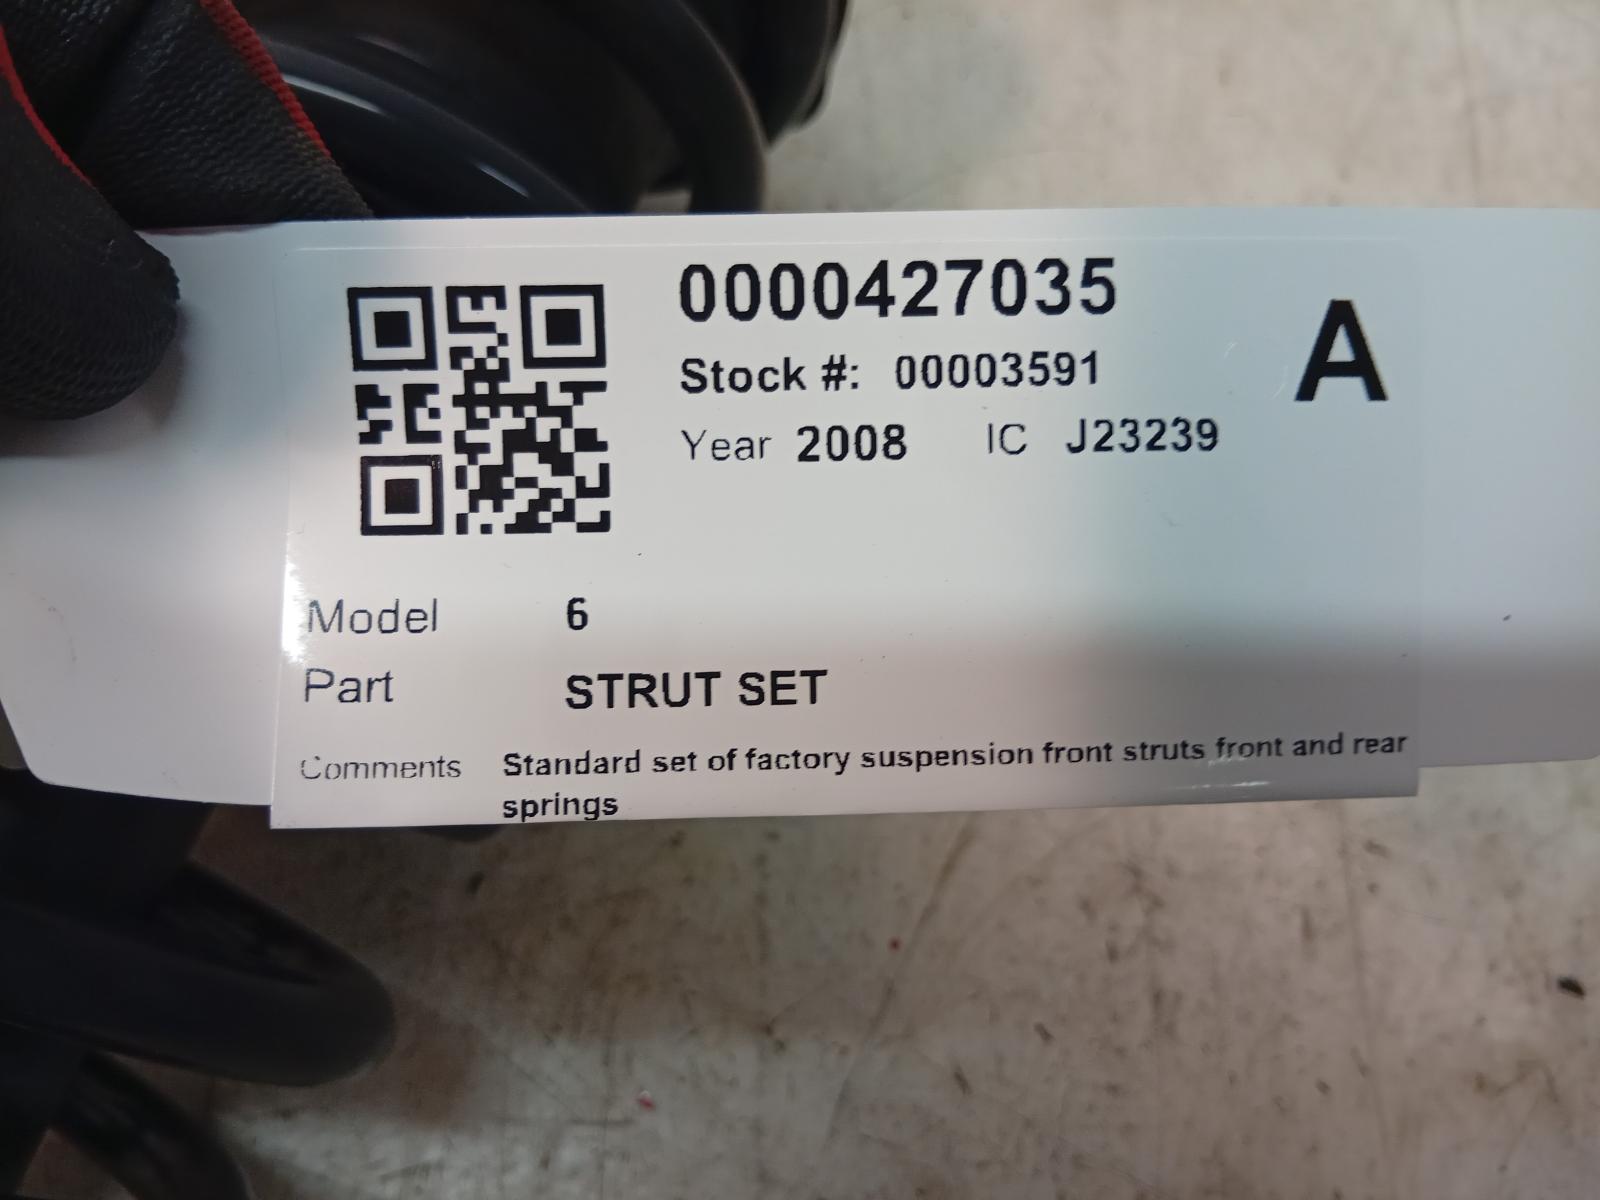 0000427035
A
Stock #: 00003591
Year 2008 IC J23239
Model 6
Part STRUT SET
Comments Standard set of factory suspension front struts front and rear
springs